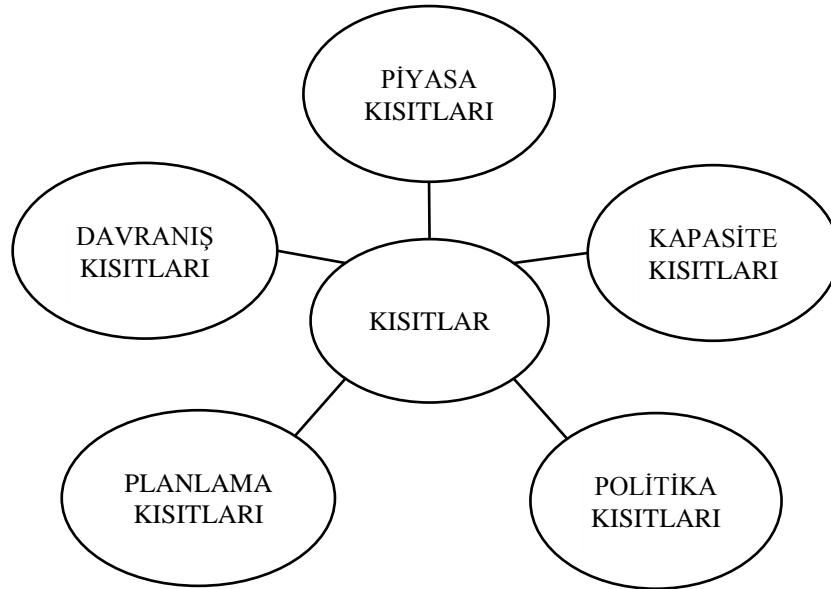 PİYASA
KISITLARI
DAVRANIŞ
KISITLARI
KAPASİTE
KISITLARI
KISITLAR
PLANLAMA
KISITLARI
POLİTİKA
KISITLARI